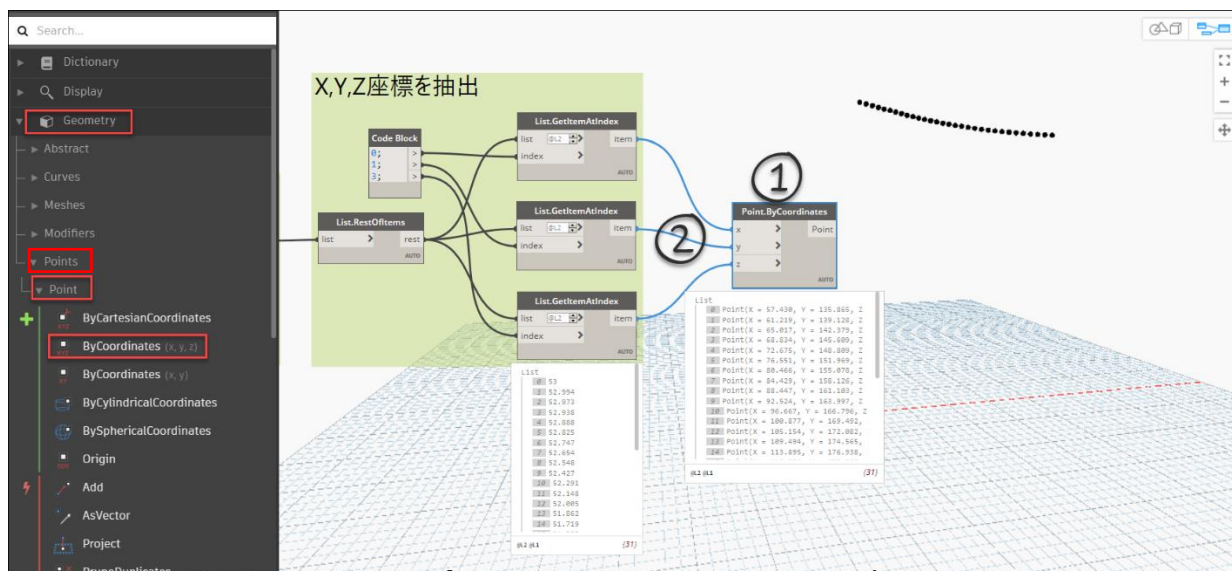 Search...
Dictionary
Display
Geometry
Abstract
Curves
Meshes
Modifiers
Points
Point
ByCartesianCoordinates
ByCoordinates (x, y, z)
ByCoordinates (x, y)
ByCylindricalCoordinates
BySphericalCoordinates
Origin
Add
AsVector
Project
PruneDuplicates
X,Y,Z座標を抽出
Code Block
0; >
1; >
3; >
List.RestOfItems
list > rest
AUTO
List.GetItemAtIndex
list @L2 > item
index >
AUTO
List.GetItemAtIndex
list @L2 > item
index >
AUTO
List.GetItemAtIndex
list @L2 > item
index >
AUTO
List
0 53
1 52.994
2 52.973
3 52.938
4 52.888
5 52.825
6 52.747
7 52.654
8 52.548
9 52.427
10 52.291
11 52.148
12 52.005
13 51.862
14 51.719
@L2 @L1 (31)
1
2
Point.ByCoordinates
x > Point
y >
z >
AUTO
List
0 Point(X = 57.430, Y = 135.865, Z
1 Point(X = 61.219, Y = 139.128, Z
2 Point(X = 65.017, Y = 142.379, Z
3 Point(X = 68.834, Y = 145.609, Z
4 Point(X = 72.675, Y = 148.809, Z
5 Point(X = 76.551, Y = 151.969, Z
6 Point(X = 80.466, Y = 155.078, Z
7 Point(X = 84.429, Y = 158.126, Z
8 Point(X = 88.447, Y = 161.103, Z
9 Point(X = 92.524, Y = 163.997, Z
10 Point(X = 96.667, Y = 166.796, Z
11 Point(X = 100.877, Y = 169.492,
12 Point(X = 105.154, Y = 172.082,
13 Point(X = 109.494, Y = 174.565,
14 Point(X = 113.895, Y = 176.938,
@L2 @L1 (31)